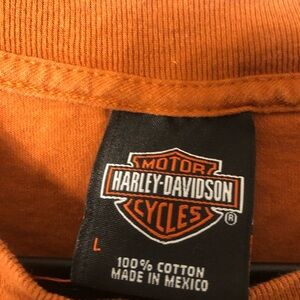 MOTOR
HARLEY-DAVIDSON
CYCLES ®
L
100% COTTON
MADE IN MEXICO